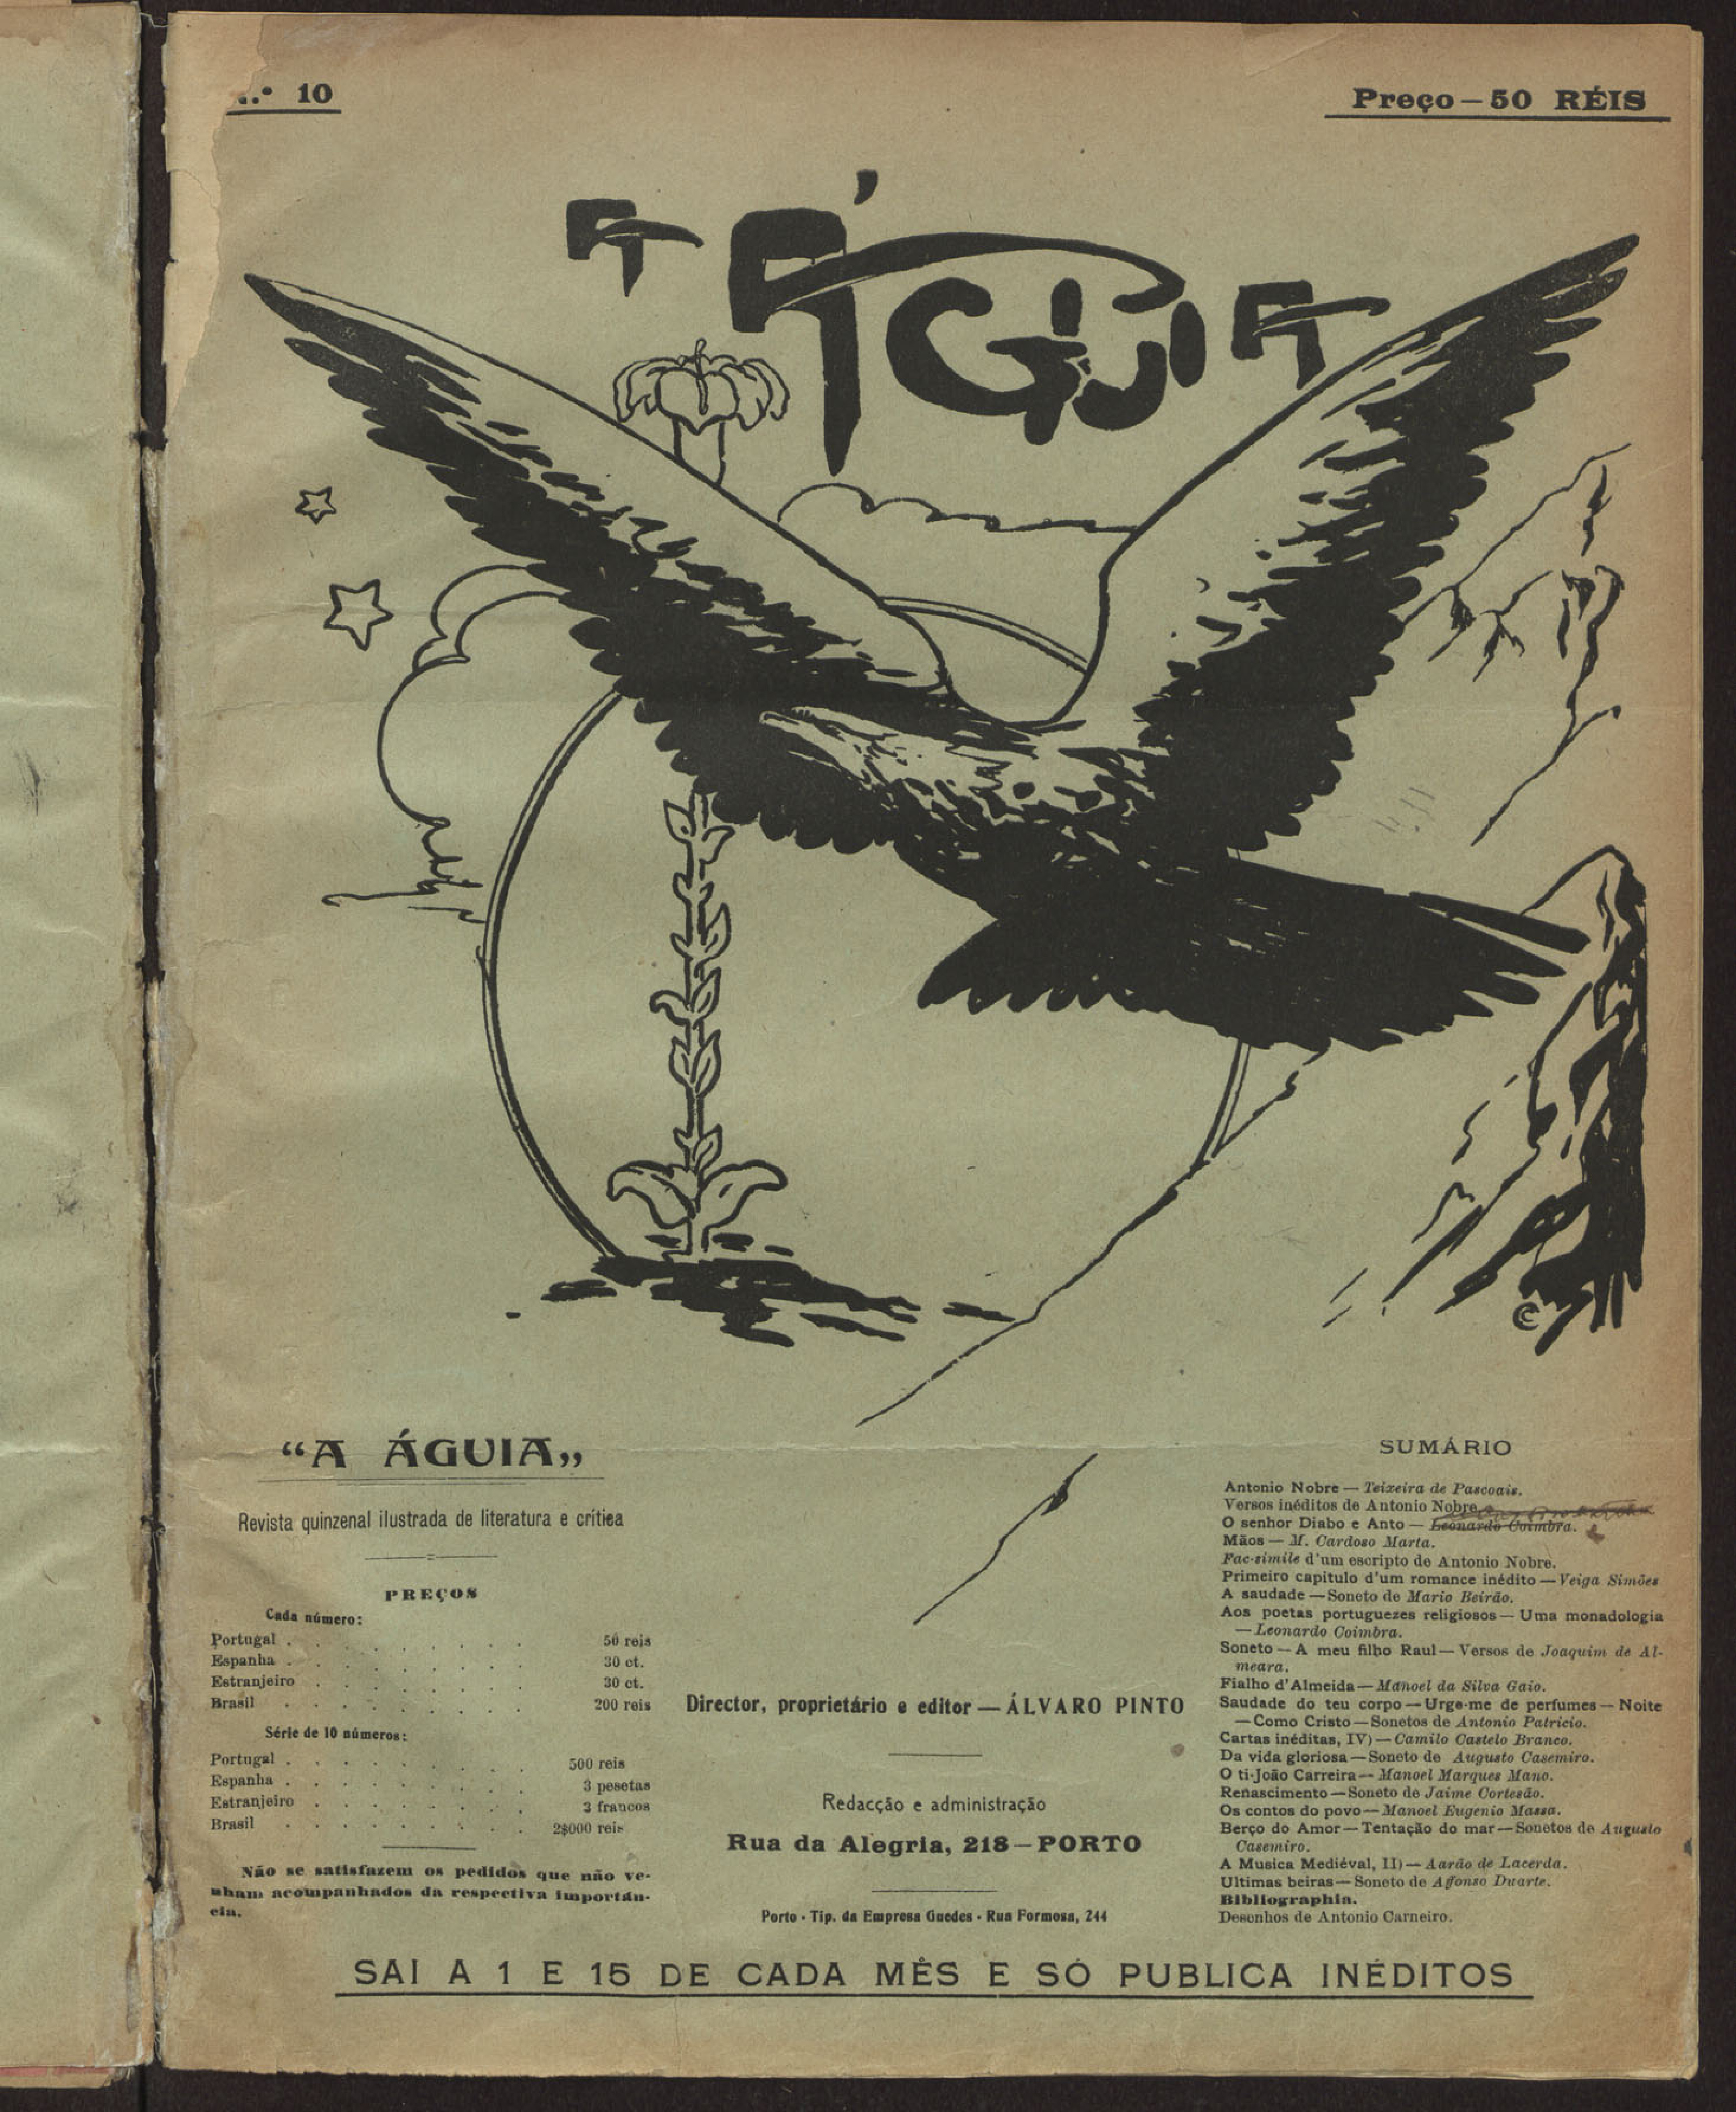 N.º 10
Preço — 50 RÉIS
A ÁGUIA
"A ÁGUIA„
Revista quinzenal ilustrada de literatura e crítica
PREÇOS
Cada número:
Portugal . . . . . . . 50 reis
Espanha . . . . . . . 30 ct.
Estranjeiro . . . . . . . 30 ct.
Brasil . . . . . . . 200 reis
Série de 10 números:
Portugal . . . . . . . 500 reis
Espanha . . . . . . . 3 pesetas
Estranjeiro . . . . . . . 3 francos
Brasil . . . . . . . 2$000 reis
Não se satisfazem os pedidos que não ve-
nham acompanhados da respectiva importân-
cia.
Director, proprietário e editor — ÁLVARO PINTO
Redacção e administração
Rua da Alegria, 218 — PORTO
Porto - Tip. da Empresa Guedes - Rua Formosa, 244
SUMÁRIO
Antonio Nobre — Teixeira de Pascoais.
Versos inéditos de Antonio Nobre
O senhor Diabo e Anto — Leonardo Coimbra.
Mãos — M. Cardoso Marta.
Fac-simile d'um escripto de Antonio Nobre.
Primeiro capitulo d'um romance inédito — Veiga Simões
A saudade — Soneto de Mario Beirão.
Aos poetas portuguezes religiosos — Uma monadologia
— Leonardo Coimbra.
Soneto — A meu filho Raul — Versos de Joaquim de Al-
meara.
Fialho d'Almeida — Manoel da Silva Gaio.
Saudade do teu corpo — Urge-me de perfumes — Noite
— Como Cristo — Sonetos de Antonio Patricio.
Cartas inéditas, IV) — Camilo Castelo Branco.
Da vida gloriosa — Soneto de Augusto Casemiro.
O ti-João Carreira — Manoel Marques Mano.
Renascimento — Soneto de Jaime Cortesão.
Os contos do povo — Manoel Eugenio Massa.
Berço do Amor — Tentação do mar — Sonetos de Augusto
Casemiro.
A Musica Mediéval, II) — Aarão de Lacerda.
Ultimas beiras — Soneto de Affonso Duarte.
Bibliographia.
Desenhos de Antonio Carneiro.
SAI A 1 E 15 DE CADA MÊS E SÓ PUBLICA INÉDITOS